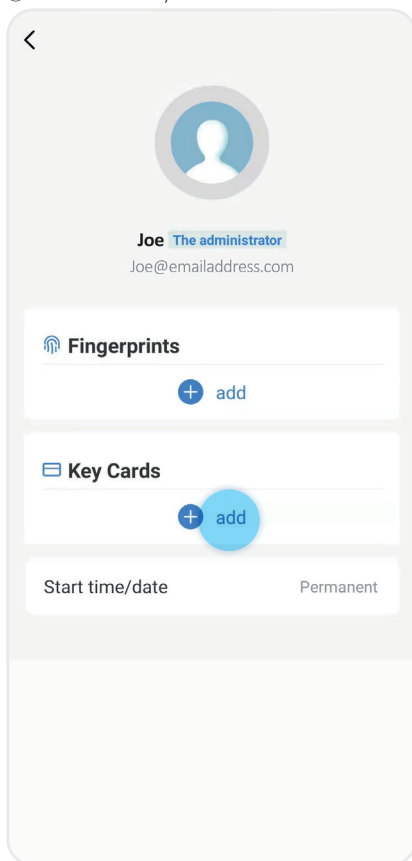 Joe The administrator
Joe@emailaddress.com
Fingerprints
add
Key Cards
add
Start time/date Permanent